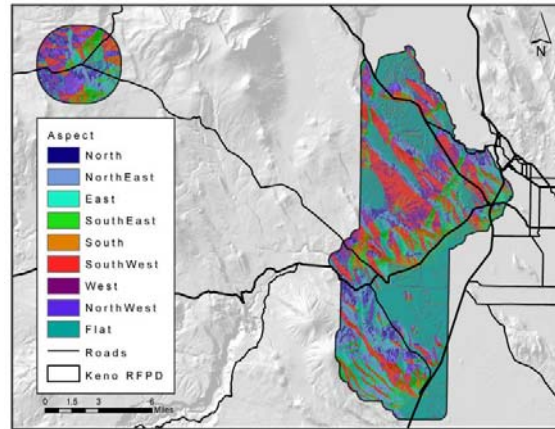 N
Aspect
North
NorthEast
East
SouthEast
South
SouthWest
West
NorthWest
Flat
Roads
Keno RFPD
0 1.5 3 6
Miles